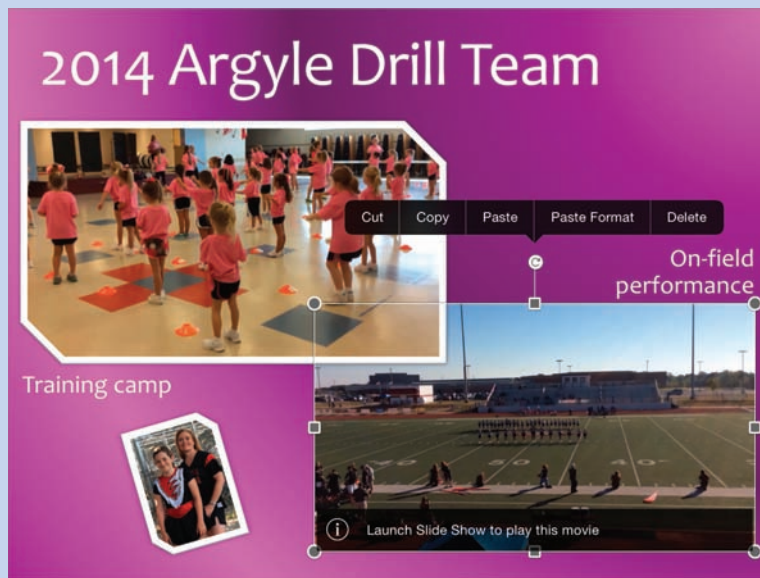 2014 Argyle Drill Team
Cut Copy Paste Paste Format Delete
On-field
performance
Training camp
Launch Slide Show to play this movie